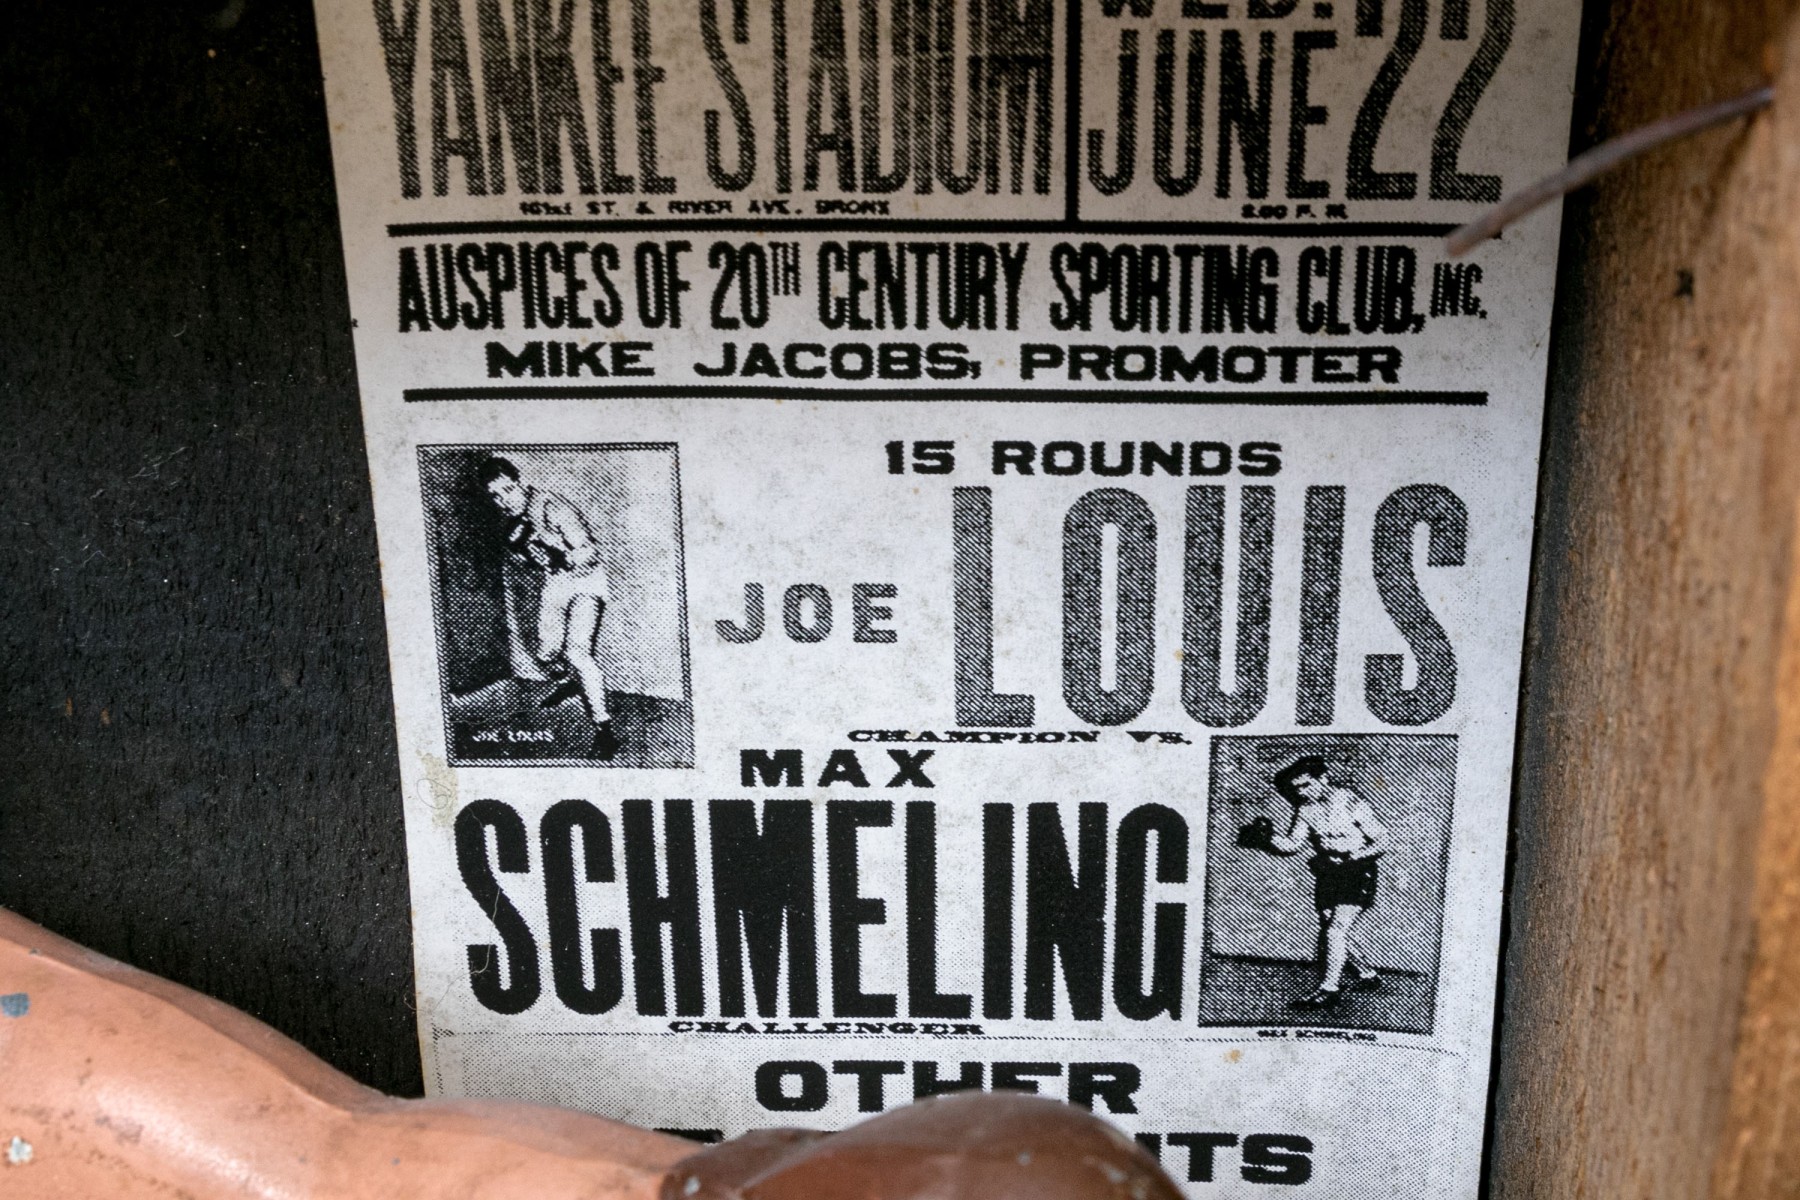 YANKEE STADIUM
WED.
JUNE 22
161st ST. & RIVER AVE. BRONX
8.00 P. M.
AUSPICES OF 20TH CENTURY SPORTING CLUB, INC.
MIKE JACOBS, PROMOTER
15 ROUNDS
JOE LOUIS
JOE LOUIS
CHAMPION VS.
MAX
SCHMELING
CHALLENGER
MAX SCHMELING
OTHER